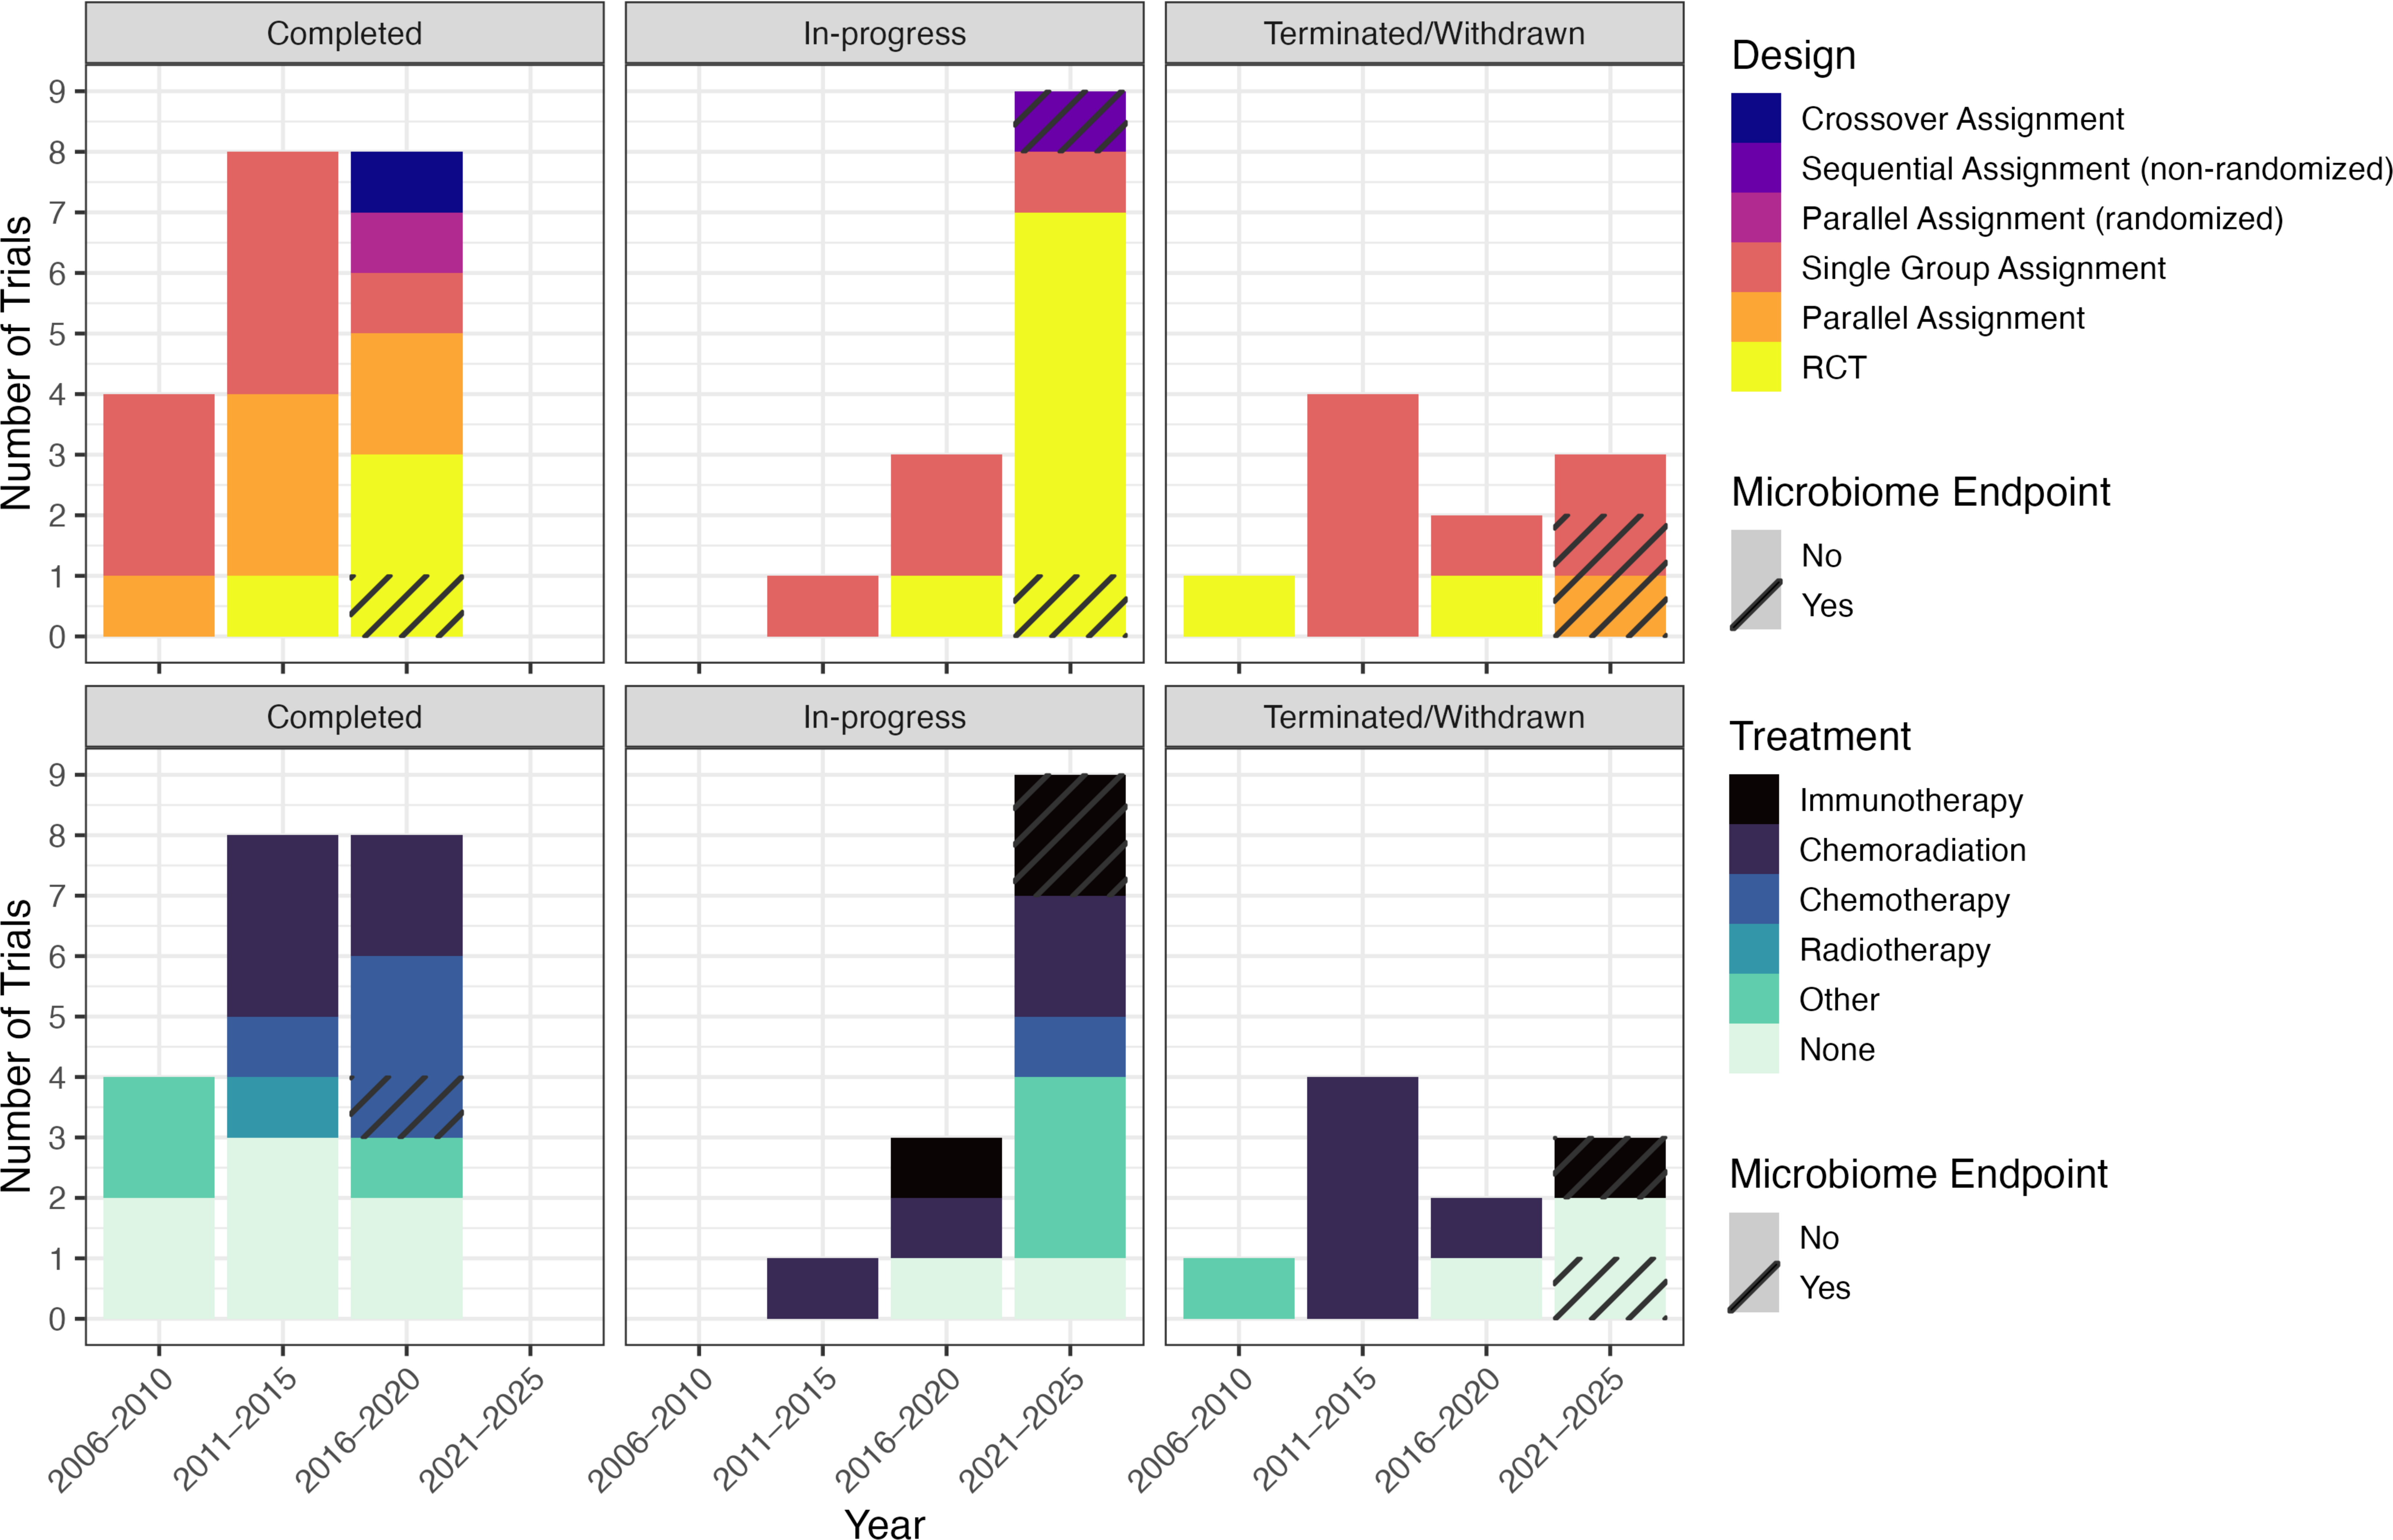 Completed
In-progress
Terminated/Withdrawn
Number of Trials
9
8
7
6
5
4
3
2
1
0
Design
Crossover Assignment
Sequential Assignment (non-randomized)
Parallel Assignment (randomized)
Single Group Assignment
Parallel Assignment
RCT
Microbiome Endpoint
No
Yes
Completed
In-progress
Terminated/Withdrawn
Number of Trials
9
8
7
6
5
4
3
2
1
0
2006–2010
2011–2015
2016–2020
2021–2025
2006–2010
2011–2015
2016–2020
2021–2025
2006–2010
2011–2015
2016–2020
2021–2025
Year
Treatment
Immunotherapy
Chemoradiation
Chemotherapy
Radiotherapy
Other
None
Microbiome Endpoint
No
Yes